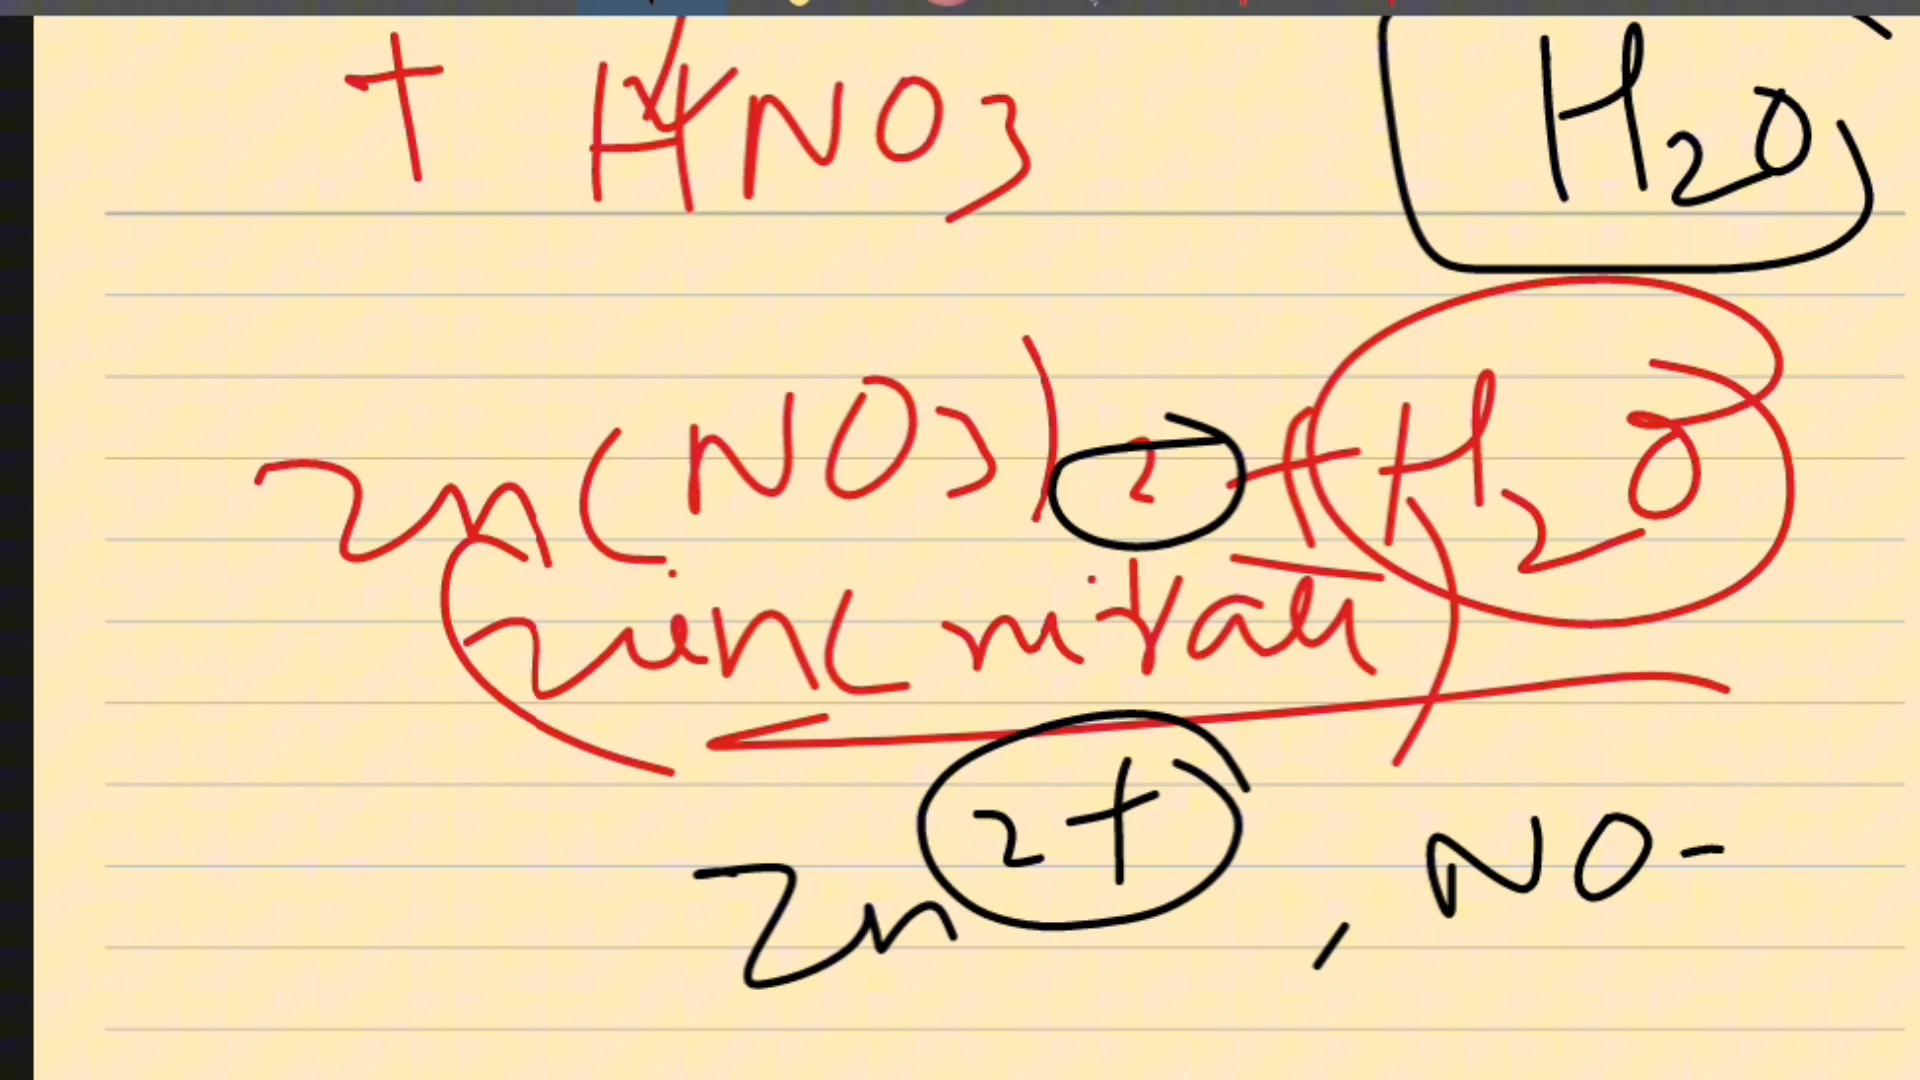 + HNO3 H2O
Zn(NO3)2 + H2O
(zinc nitrate)
Zn2+, NO-